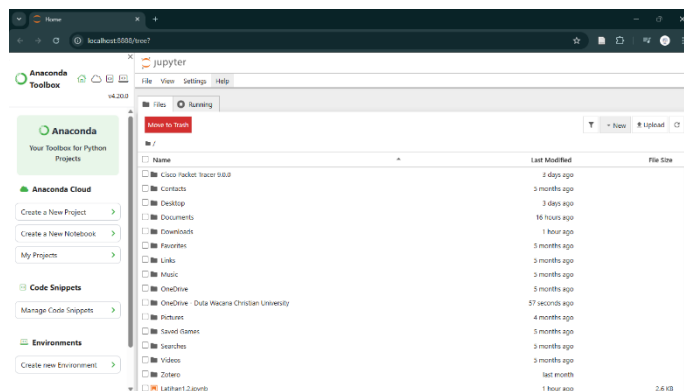 Home
localhost:8888/tree?
Anaconda Toolbox
v4.20.0
Anaconda
Your Toolbox for Python
Projects
Anaconda Cloud
Create a New Project
Create a New Notebook
My Projects
Code Snippets
Manage Code Snippets
Environments
Create new Environment
jupyter
File View Settings Help
Files Running
Move to Trash
New Upload
/
Name Last Modified File Size
Cisco Packet Tracer 9.0.0 3 days ago
Contacts 5 months ago
Desktop 3 days ago
Documents 16 hours ago
Downloads 1 hour ago
Favorites 5 months ago
Links 5 months ago
Music 5 months ago
OneDrive 5 months ago
OneDrive - Duta Wacana Christian University 57 seconds ago
Pictures 4 months ago
Saved Games 5 months ago
Searches 5 months ago
Videos 5 months ago
Zotero last month
Latihan1.2.ipynb 1 hour ago 2.6 KB